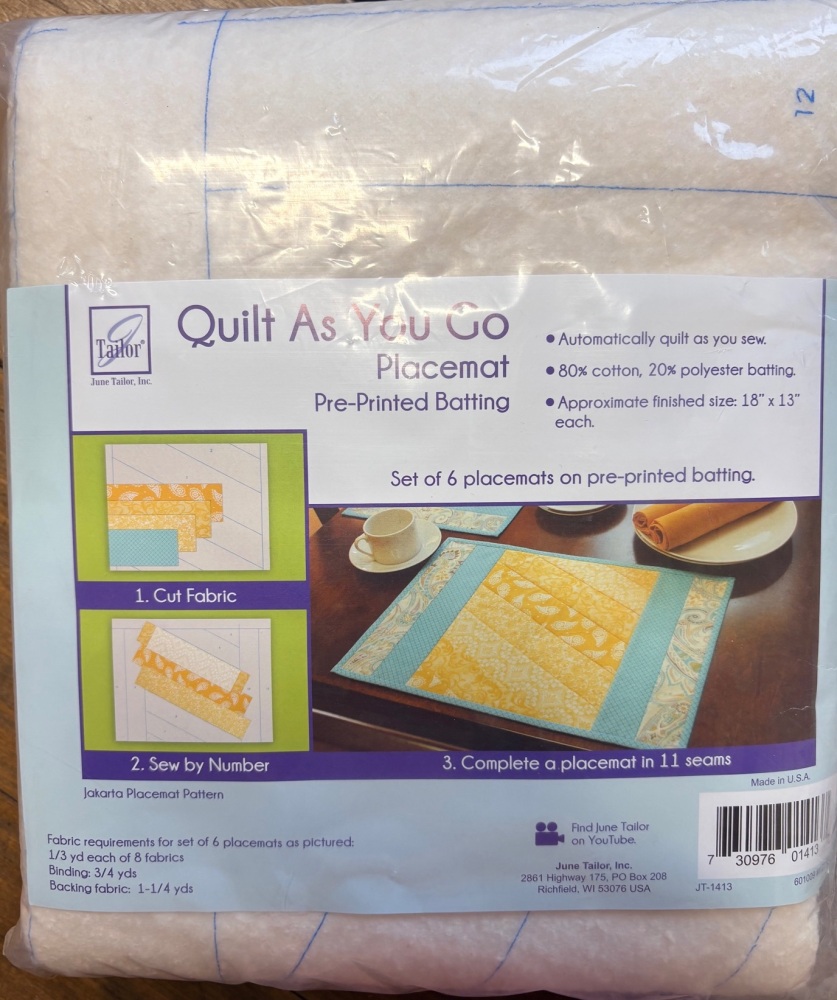 12
Tailor®
June Tailor, Inc.
Quilt As You Go
Placemat
Pre-Printed Batting
• Automatically quilt as you sew.
• 80% cotton, 20% polyester batting.
• Approximate finished size: 18" x 13"
each.
Set of 6 placemats on pre-printed batting.
1. Cut Fabric
2. Sew by Number
3. Complete a placemat in 11 seams
Jakarta Placemat Pattern
Made in U.S.A.
Fabric requirements for set of 6 placemats as pictured:
1/3 yd each of 8 fabrics
Binding: 3/4 yds
Backing fabric: 1-1/4 yds
Find June Tailor
on YouTube.
June Tailor, Inc.
2861 Highway 175, PO Box 208
Richfield, WI 53076 USA
7 30976 01413
JT-1413